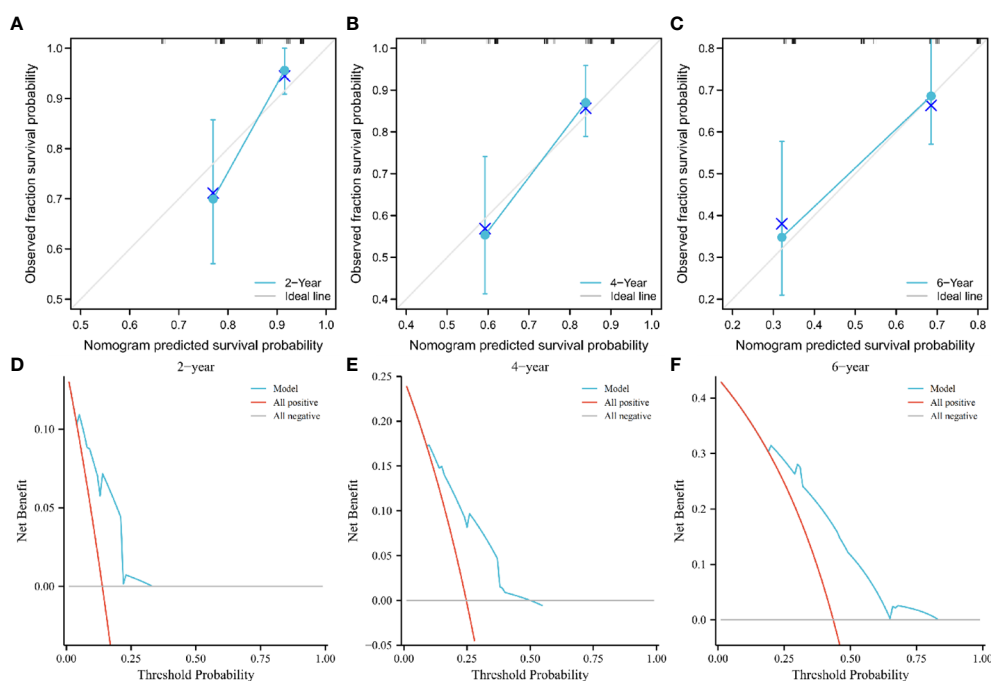 A
Observed fraction survival probability
1.0
0.9
0.8
0.7
0.6
0.5
2−Year
Ideal line
0.5 0.6 0.7 0.8 0.9 1.0
Nomogram predicted survival probability
B
Observed fraction survival probability
1.0
0.9
0.8
0.7
0.6
0.5
0.4
4−Year
Ideal line
0.4 0.5 0.6 0.7 0.8 0.9 1.0
Nomogram predicted survival probability
C
Observed fraction survival probability
0.8
0.7
0.6
0.5
0.4
0.3
0.2
6−Year
Ideal line
0.2 0.3 0.4 0.5 0.6 0.7 0.8
Nomogram predicted survival probability
D
2−year
Net Benefit
0.10
0.05
0.00
Model
All positive
All negative
0.00 0.25 0.50 0.75 1.00
Threshold Probability
E
4−year
Net Benefit
0.25
0.20
0.15
0.10
0.05
0.00
−0.05
Model
All positive
All negative
0.00 0.25 0.50 0.75 1.00
Threshold Probability
F
6−year
Net Benefit
0.4
0.3
0.2
0.1
0.0
Model
All positive
All negative
0.00 0.25 0.50 0.75 1.00
Threshold Probability